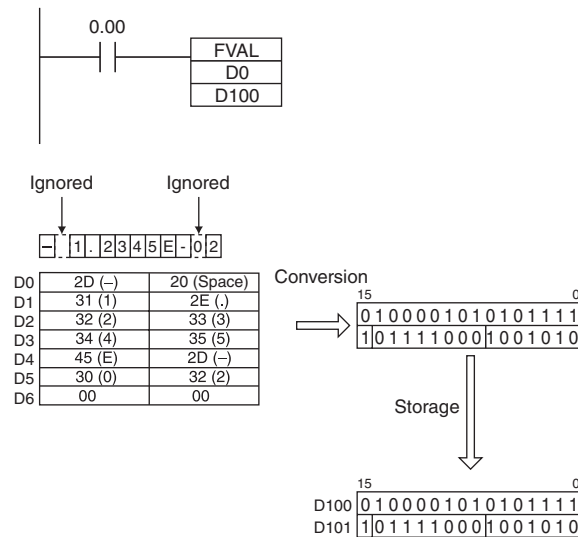 0.00
FVAL
D0
D100
Ignored Ignored
– 1 . 2 3 4 5 E - 0 2
D0 2D (–) 20 (Space)
D1 31 (1) 2E (.)
D2 32 (2) 33 (3)
D3 34 (4) 35 (5)
D4 45 (E) 2D (–)
D5 30 (0) 32 (2)
D6 00 00
Conversion
15 0
0 1 0 0 0 0 1 0 1 0 1 0 1 1 1 1
1 0 1 1 1 1 0 0 0 1 0 0 1 0 1 0
Storage
15 0
D100 0 1 0 0 0 0 1 0 1 0 1 0 1 1 1 1
D101 1 0 1 1 1 1 0 0 0 1 0 0 1 0 1 0